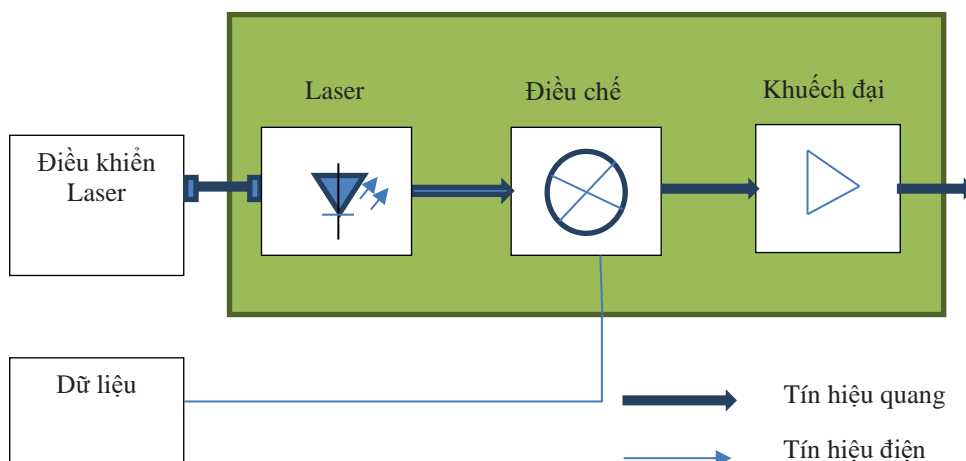 Laser
Điều chế
Khuếch đại
Điều khiển
Laser
Dữ liệu
Tín hiệu quang
Tín hiệu điện